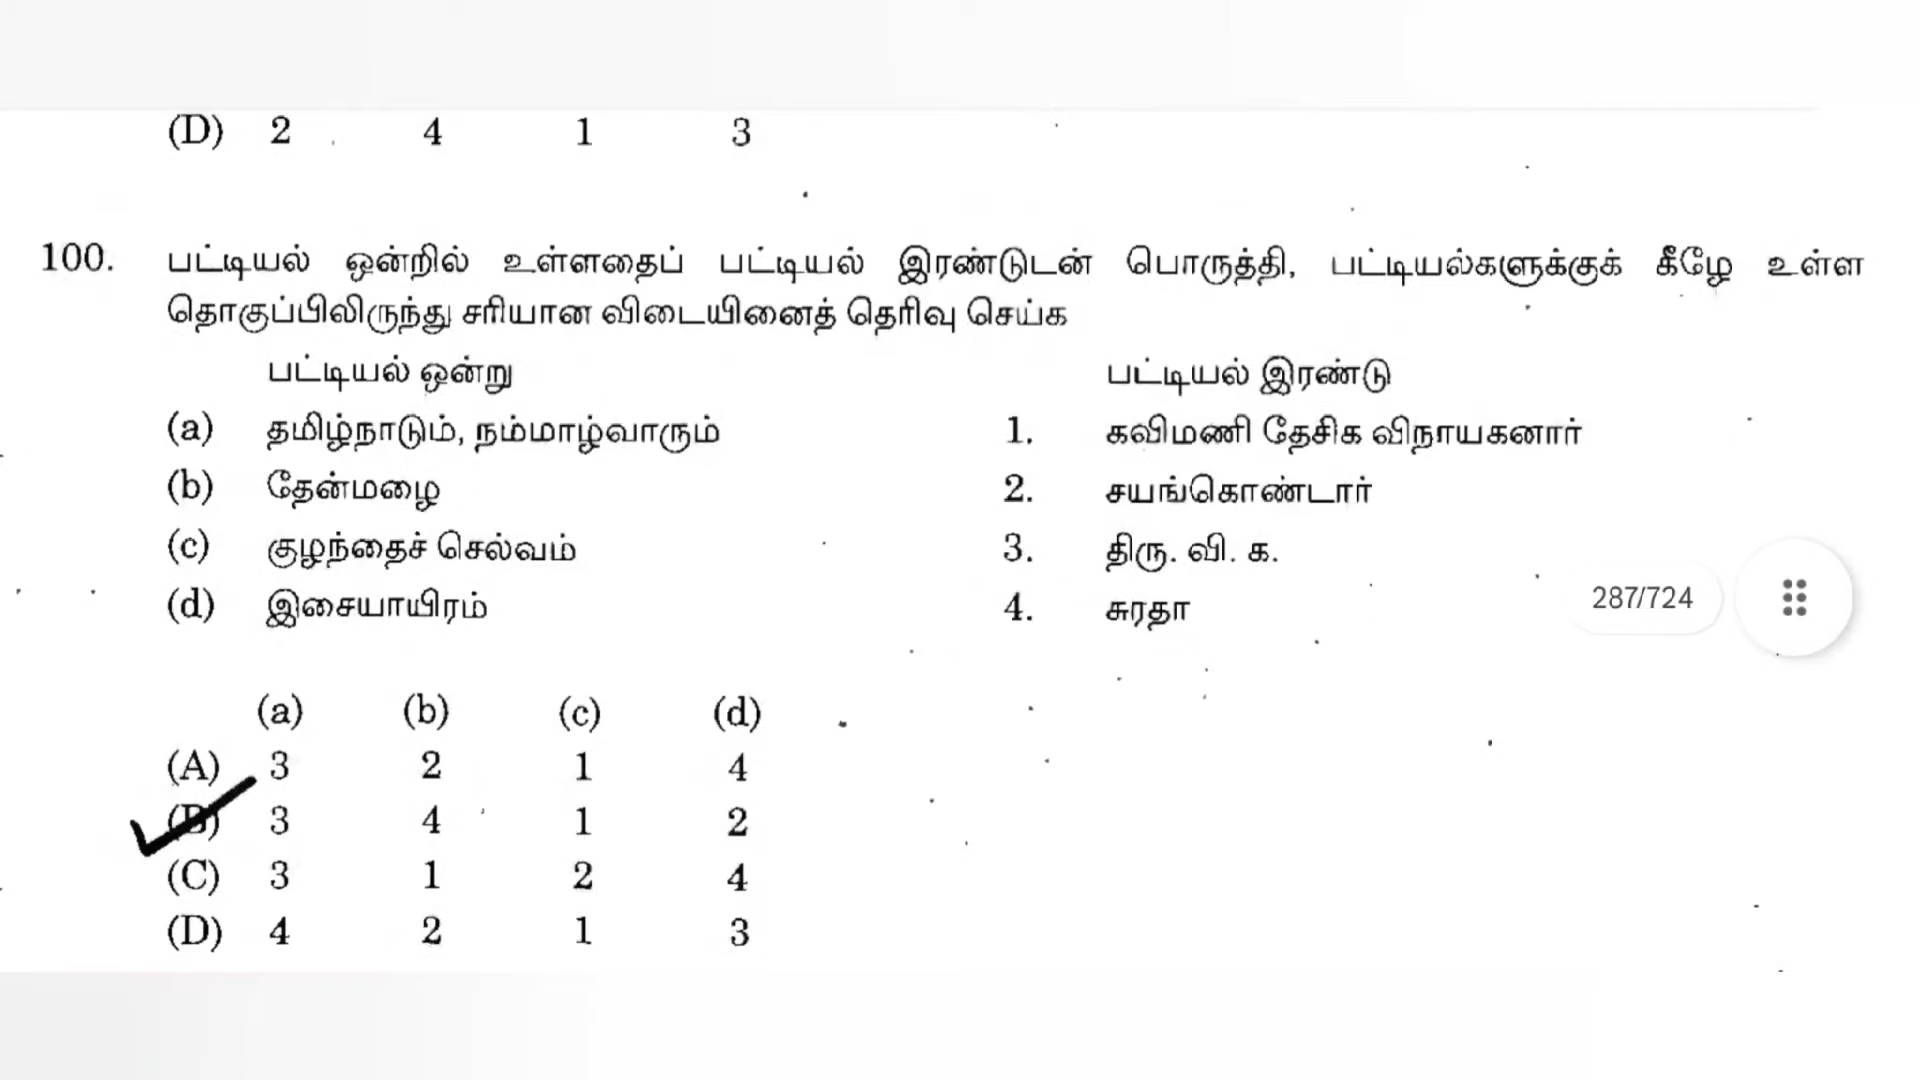 (D) 2 4 1 3
100. பட்டியல் ஒன்றில் உள்ளதைப் பட்டியல் இரண்டுடன் பொருத்தி, பட்டியல்களுக்குக் கீழே உள்ள
தொகுப்பிலிருந்து சரியான விடையினைத் தெரிவு செய்க
பட்டியல் ஒன்று பட்டியல் இரண்டு
(a) தமிழ்நாடும், நம்மாழ்வாரும் 1. கவிமணி தேசிக விநாயகனார்
(b) தேன்மழை 2. சயங்கொண்டார்
(c) குழந்தைச் செல்வம் 3. திரு. வி. க.
(d) இசையாயிரம் 4. சுரதா
287/724
(a) (b) (c) (d)
(A) 3 2 1 4
(B) 3 4 1 2
(C) 3 1 2 4
(D) 4 2 1 3